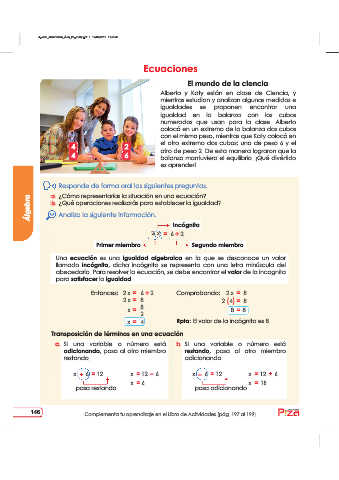 Ecuaciones
El mundo de la ciencia
Alberto y Katy están en clase de Ciencia, y
mientras estudian y analizan algunas medidas e
igualdades se proponen encontrar una
igualdad en la balanza con los cubos
numerados que usan para la clase. Alberto
colocó en un extremo de la balanza dos cubos
con el mismo peso, mientras que Katy colocó en
el otro extremo dos cubos: uno de peso 6 y el
otro de peso 2. De esta manera lograron que la
balanza mantuviera el equilibrio. ¡Qué divertido
es aprender!
4
4
2
6
Responde de forma oral las siguientes preguntas.
a. ¿Cómo representarías la situación en una ecuación?
b. ¿Qué operaciones realizarías para establecer la igualdad?
Analiza la siguiente información.
Incógnita
2 x = 6 + 2
Primer miembro
Segundo miembro
Una ecuación es una igualdad algebraica en la que se desconoce un valor
llamado incógnita, dicha incógnita se representa con una letra minúscula del
abecedario. Para resolver la ecuación, se debe encontrar el valor de la incógnita
para satisfacer la igualdad.
Entonces: 2 x = 6 + 2
2 x = 8
x = 8
2
x = 4
Comprobando: 2 x = 8
2 (4) = 8
8 = 8
Rpta: El valor de la incógnita es 8
Transposición de términos en una ecuación
a. Si una variable o número está
adicionando, pasa al otro miembro
restando
x + 6 = 12
x = 12 – 6
x = 6
pasa restando
b. Si una variable o número está
restando, pasa al otro miembro
adicionando
x – 6 = 12
x = 12 + 6
x = 18
pasa adicionando
Álgebra
146
Complementa tu aprendizaje en el Libro de Actividades (pág. 197 al 199)